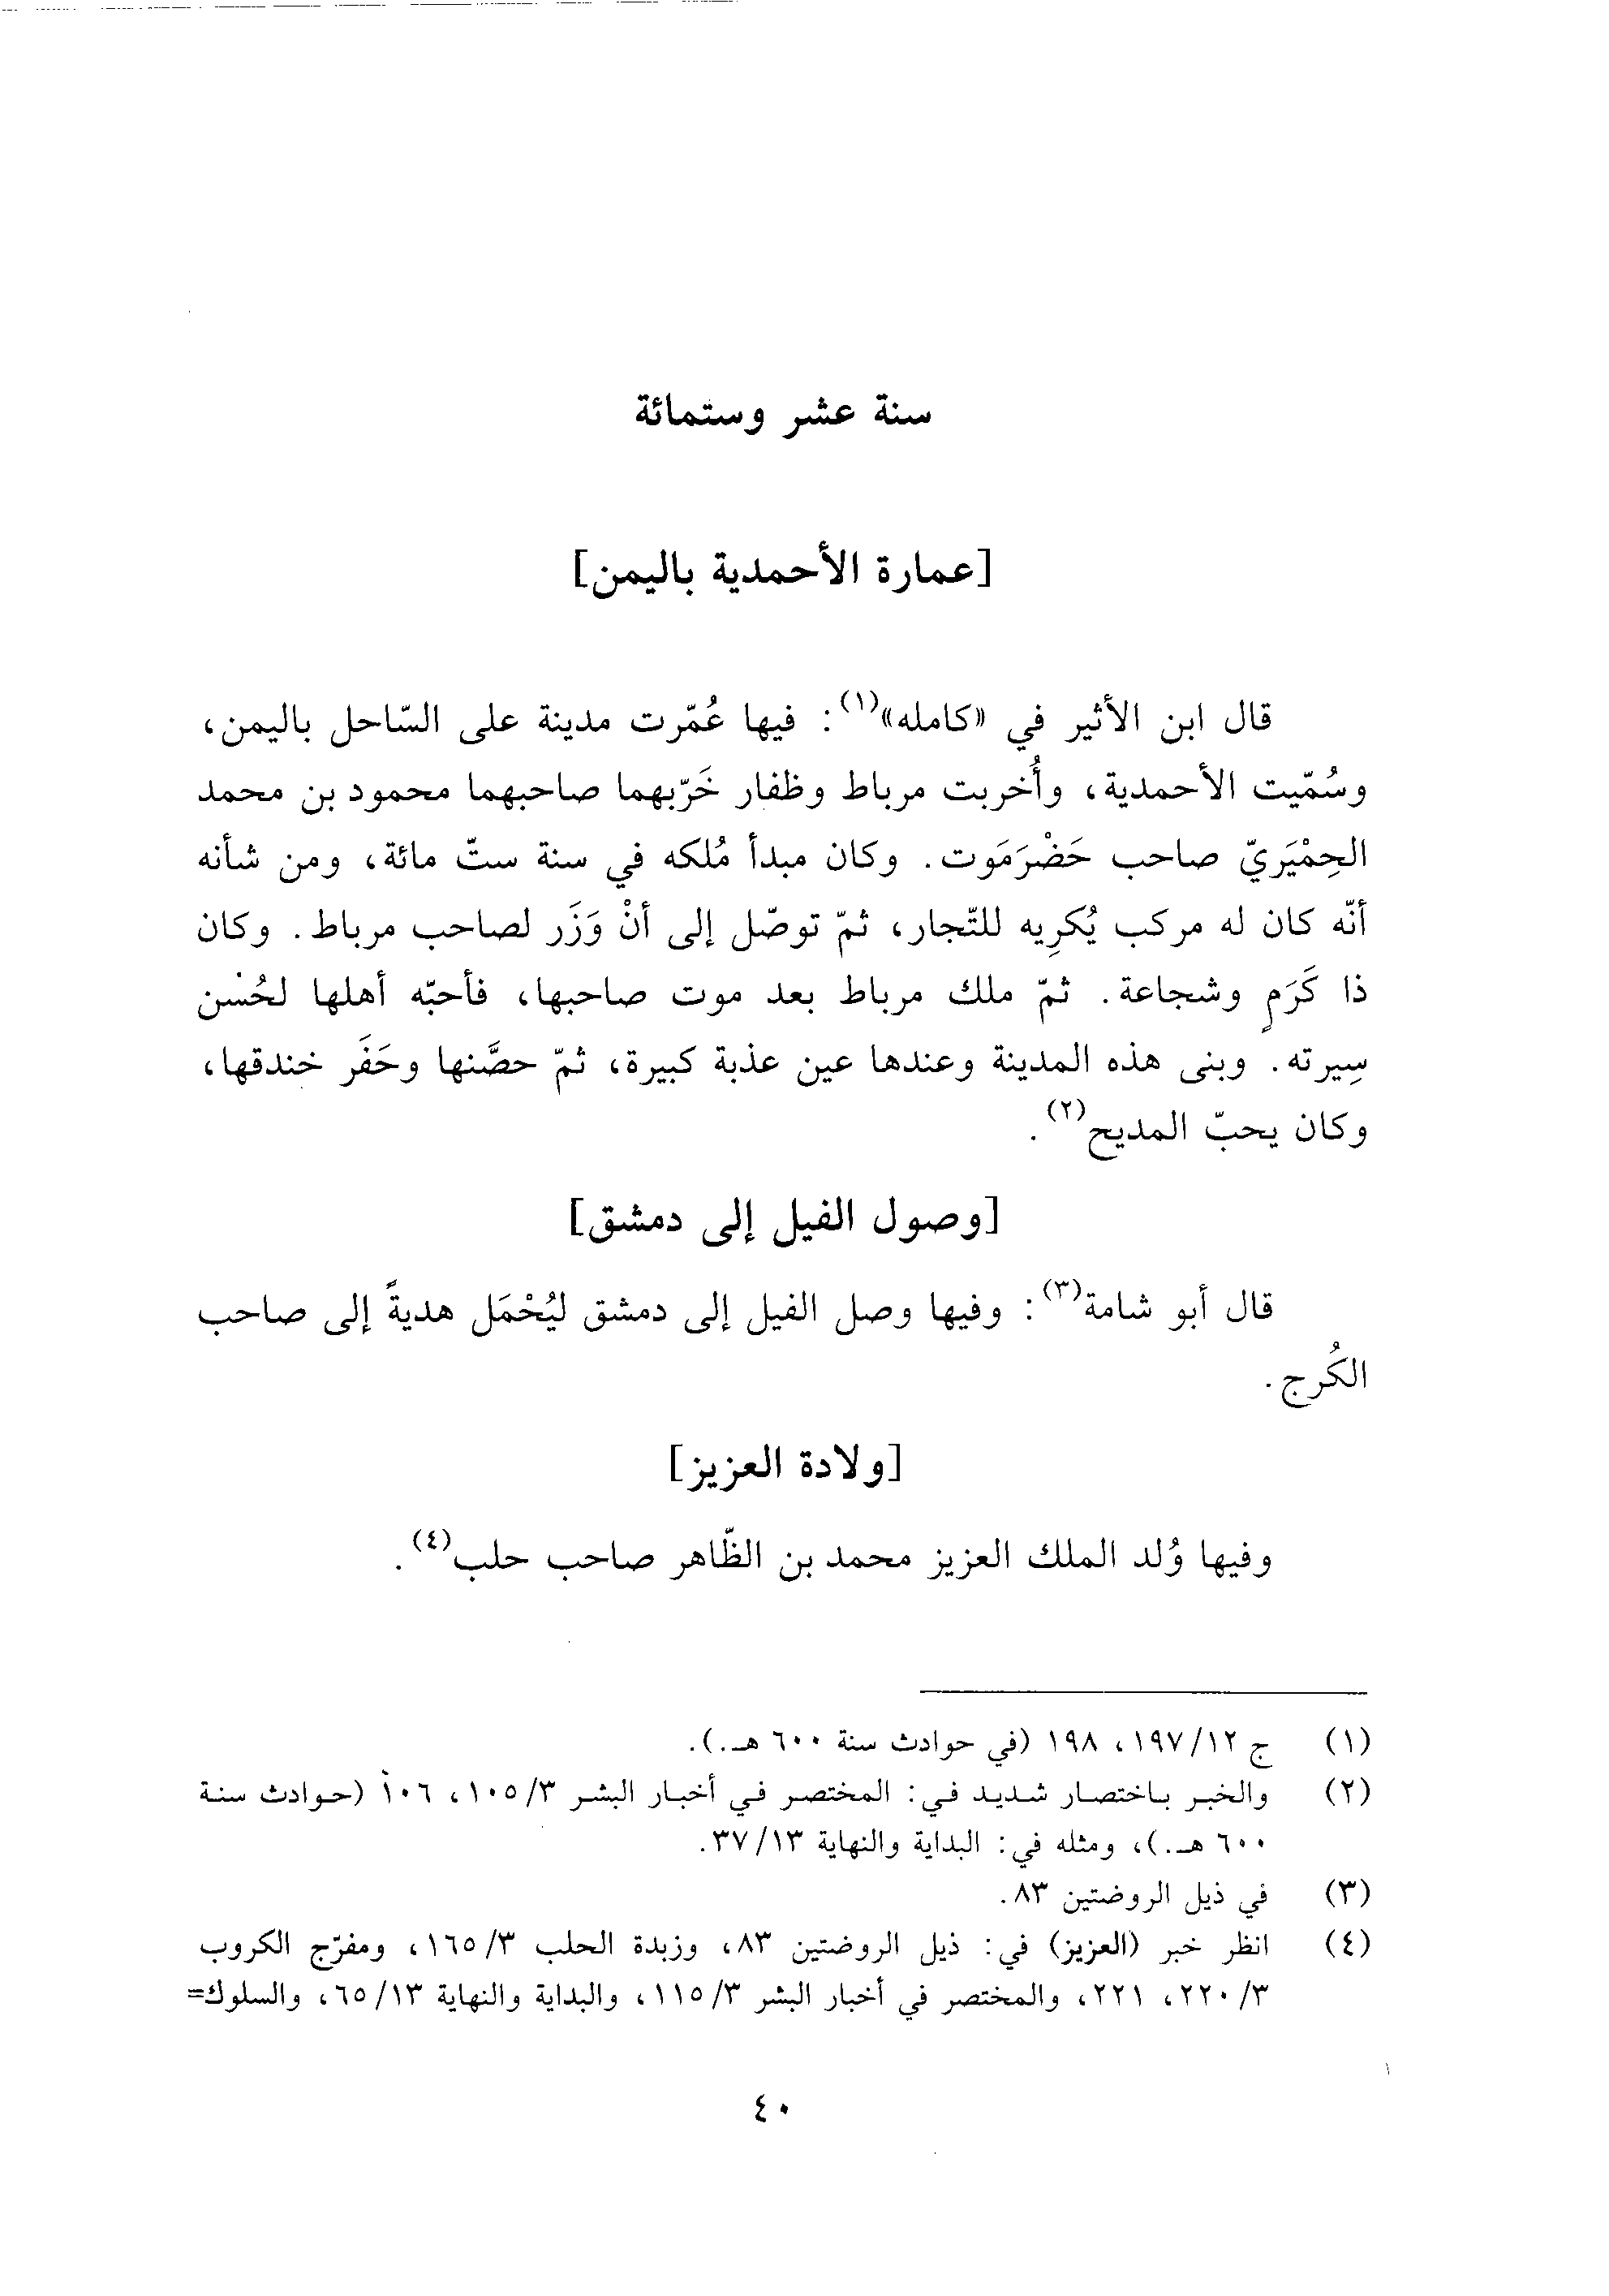 سنة عشر وستمائة
[عمارة الأحمدية باليمن]
قال ابن الأثير في «كامله»(١): فيها عُمّرت مدينة على السّاحل باليمن،
وسُمّيت الأحمدية، وأُخربت مرباط وظفار خَرّبهما صاحبهما محمود بن محمد
الحِمْيَريّ صاحب حَضْرَمَوت. وكان مبدأ مُلكه في سنة ستّ مائة، ومن شأنه
أنّه كان له مركب يُكرِيه للتّجار، ثمّ توصّل إلى أنْ وَزَر لصاحب مرباط. وكان
ذا كَرَمٍ وشجاعة. ثمّ ملك مرباط بعد موت صاحبها، فأحبّه أهلها لحُسْن
سِيرته. وبنى هذه المدينة وعندها عين عذبة كبيرة، ثمّ حصَّنها وحَفَر خندقها،
وكان يحبّ المديح(٢).
[وصول الفيل إلى دمشق]
قال أبو شامة(٣): وفيها وصل الفيل إلى دمشق ليُحْمَل هديةً إلى صاحب
الكُرج.
[ولادة العزيز]
وفيها وُلد الملك العزيز محمد بن الظّاهر صاحب حلب(٤).
(١) ج ١٢/ ١٩٧، ١٩٨ (في حوادث سنة ٦٠٠ هـ.).
(٢) والخبر باختصار شديد في: المختصر في أخبار البشر ٣/ ١٠٥، ١٠٦ (حوادث سنة
٦٠٠ هـ.)، ومثله في: البداية والنهاية ١٣/ ٣٧.
(٣) في ذيل الروضتين ٨٣.
(٤) انظر خبر (العزيز) في: ذيل الروضتين ٨٣، وزبدة الحلب ٣/ ١٦٥، ومفرّج الكروب
٣/ ٢٢٠، ٢٢١، والمختصر في أخبار البشر ٣/ ١١٥، والبداية والنهاية ١٣/ ٦٥، والسلوك=
٤٠